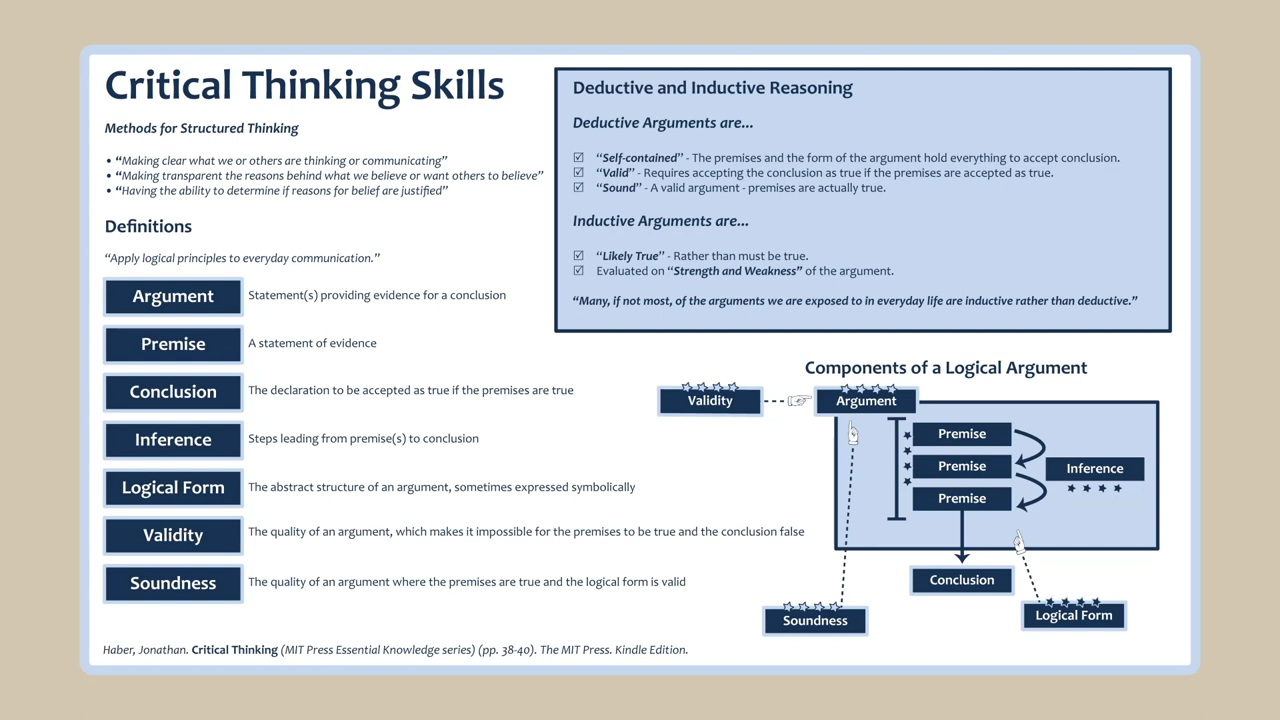 Critical Thinking Skills
Methods for Structured Thinking
• “Making clear what we or others are thinking or communicating”
• “Making transparent the reasons behind what we believe or want others to believe”
• “Having the ability to determine if reasons for belief are justified”
Definitions
“Apply logical principles to everyday communication.”
Argument Statement(s) providing evidence for a conclusion
Premise A statement of evidence
Conclusion The declaration to be accepted as true if the premises are true
Inference Steps leading from premise(s) to conclusion
Logical Form The abstract structure of an argument, sometimes expressed symbolically
Validity The quality of an argument, which makes it impossible for the premises to be true and the conclusion false
Soundness The quality of an argument where the premises are true and the logical form is valid
Haber, Jonathan. Critical Thinking (MIT Press Essential Knowledge series) (pp. 38-40). The MIT Press. Kindle Edition.
Deductive and Inductive Reasoning
Deductive Arguments are...
“Self-contained” - The premises and the form of the argument hold everything to accept conclusion.
“Valid” - Requires accepting the conclusion as true if the premises are accepted as true.
“Sound” - A valid argument - premises are actually true.
Inductive Arguments are...
“Likely True” - Rather than must be true.
Evaluated on “Strength and Weakness” of the argument.
“Many, if not most, of the arguments we are exposed to in everyday life are inductive rather than deductive.”
Components of a Logical Argument
Validity
Argument
Premise
Premise
Inference
Premise
Conclusion
Soundness
Logical Form